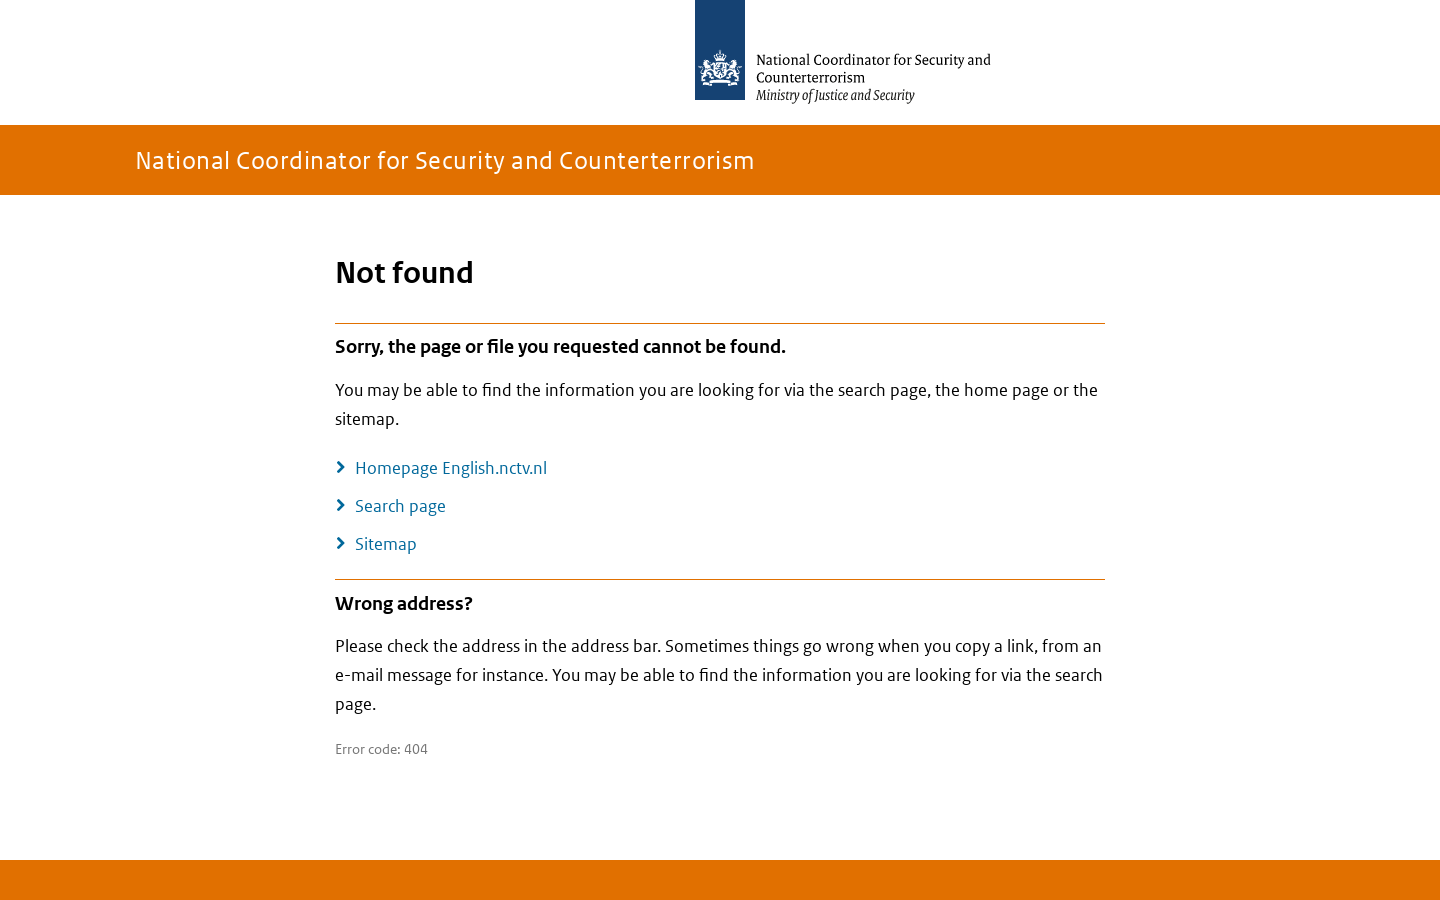 National Coordinator for Security and
Counterterrorism
Ministry of Justice and Security
National Coordinator for Security and Counterterrorism
Not found
Sorry, the page or file you requested cannot be found.
You may be able to find the information you are looking for via the search page, the home page or the
sitemap.
Homepage English.nctv.nl
Search page
Sitemap
Wrong address?
Please check the address in the address bar. Sometimes things go wrong when you copy a link, from an
e-mail message for instance. You may be able to find the information you are looking for via the search
page.
Error code: 404